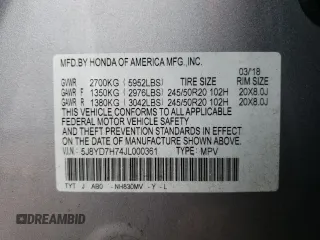 MFD.BY HONDA OF AMERICA MFG.,INC.
03/18
GVWR 2700KG (5952LBS) TIRE SIZE RIM SIZE
GAWR F 1350KG (2976LBS) 245/50R20 102H 20X8.0J
GAWR R 1380KG (3042LBS) 245/50R20 102H 20X8.0J
THIS VEHICLE CONFORMS TO ALL APPLICABLE
FEDERAL MOTOR VEHICLE SAFETY AND
THEFT PREVENTION STANDARDS IN EFFECT ON
THE DATE OF MANUFACTURE SHOWN ABOVE.
5J8YD7H74JL000361 TYPE: MPV
TYT J AB0 - NH830MV - Y - L
DREAMBID